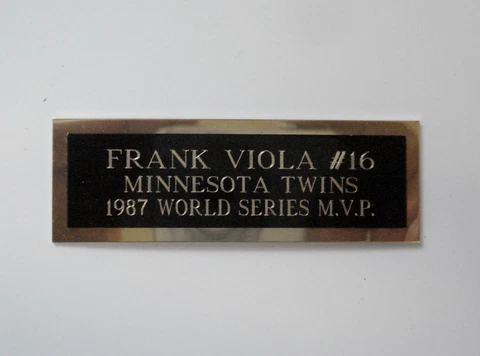 FRANK VIOLA #16
MINNESOTA TWINS
1987 WORLD SERIES M.V.P.